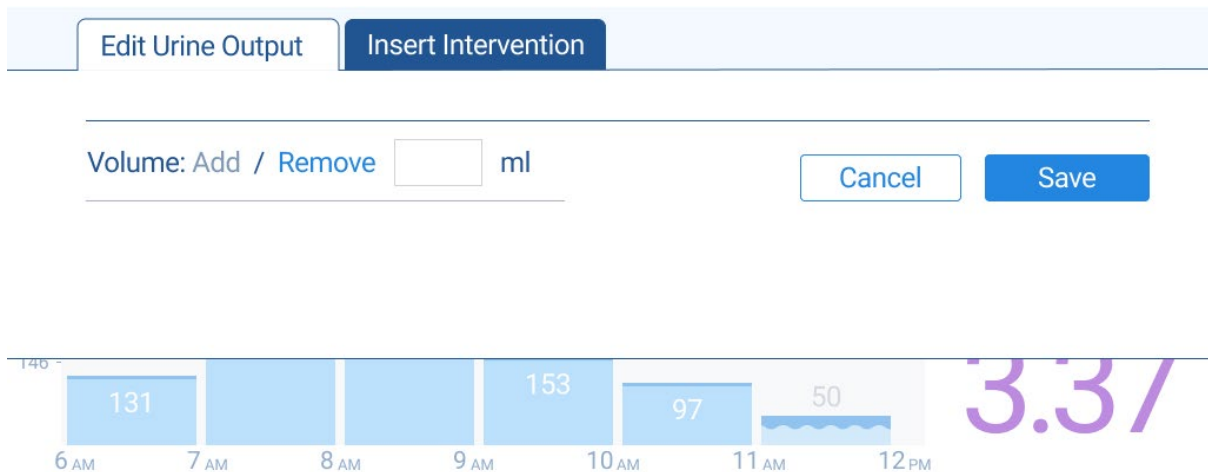 Edit Urine Output Insert Intervention
Volume: Add / Remove ml
Cancel Save
146 -
131 153 97 50
3.37
6 AM 7 AM 8 AM 9 AM 10 AM 11 AM 12 PM